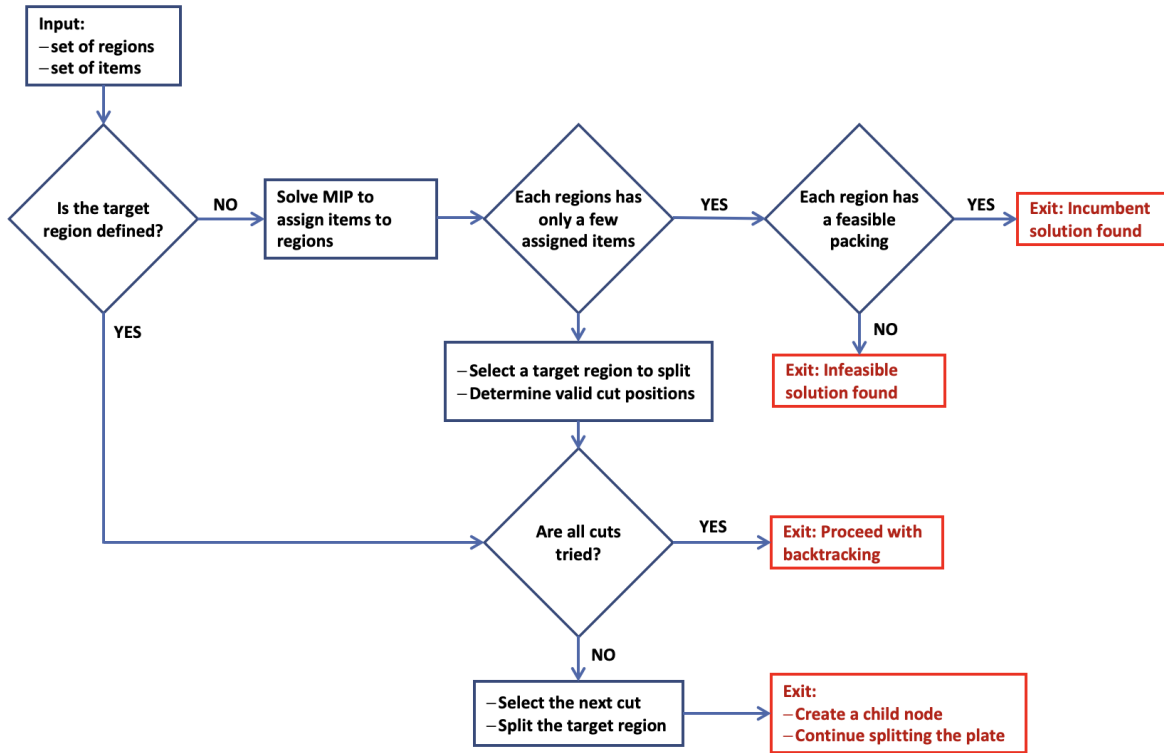 Input:
–set of regions
–set of items
Is the target
region defined?
NO
Solve MIP to
assign items to
regions
Each regions has
only a few
assigned items
YES
Each region has
a feasible
packing
YES
Exit: Incumbent
solution found
YES
NO
–Select a target region to split
–Determine valid cut positions
Exit: Infeasible
solution found
Are all cuts
tried?
YES
Exit: Proceed with
backtracking
NO
–Select the next cut
–Split the target region
Exit:
–Create a child node
–Continue splitting the plate